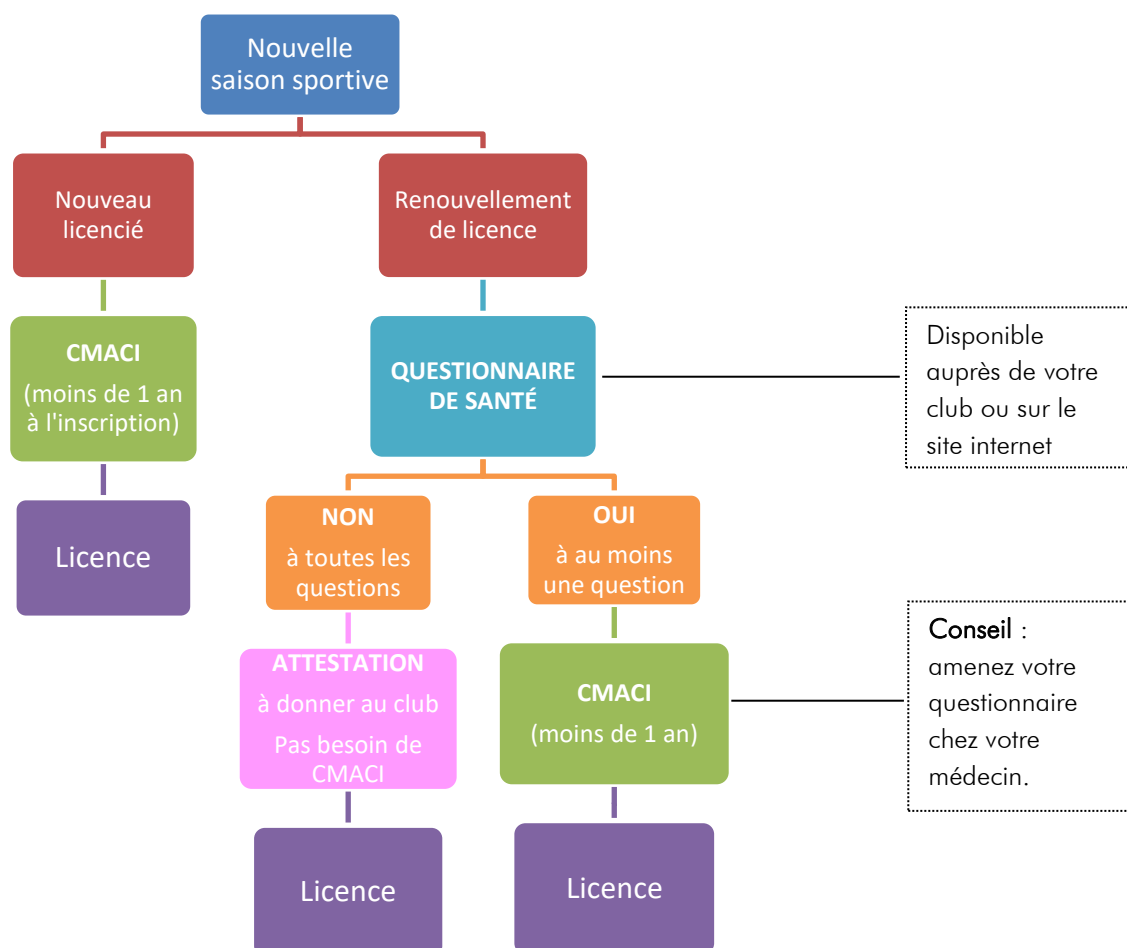 Nouvelle
saison sportive
Nouveau
licencié
Renouvellement
de licence
CMACI
(moins de 1 an
à l'inscription)
QUESTIONNAIRE
DE SANTÉ
Disponible
auprès de votre
club ou sur le
site internet
Licence
NON
à toutes les
questions
OUI
à au moins
une question
ATTESTATION
à donner au club
Pas besoin de
CMACI
CMACI
(moins de 1 an)
Conseil :
amenez votre
questionnaire
chez votre
médecin.
Licence
Licence